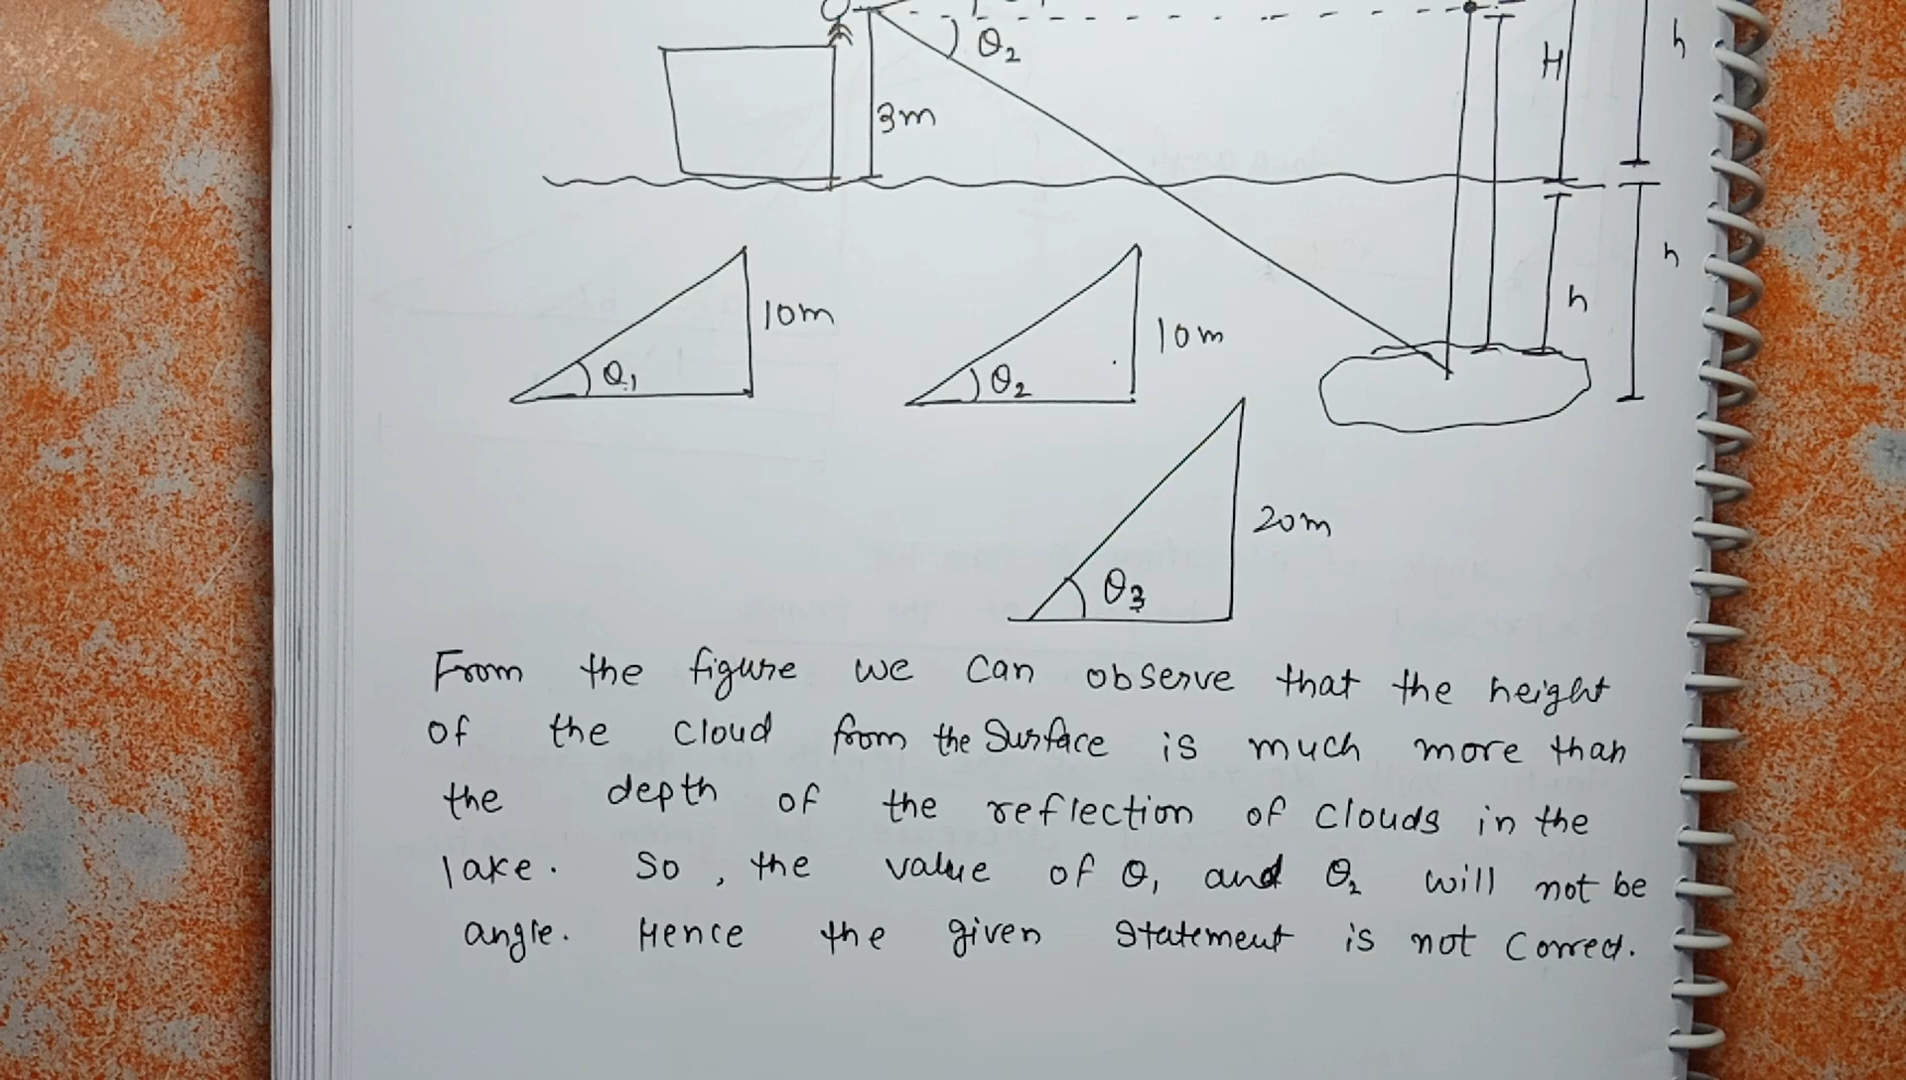 θ2
H
h
3m
h
h
10m
θ1
10m
θ2
20m
θ3
From the figure we can observe that the height
of the cloud from the Surface is much more than
the depth of the reflection of clouds in the
lake. So, the value of θ1 and θ2 will not be
angle. Hence the given Statement is not Correct.